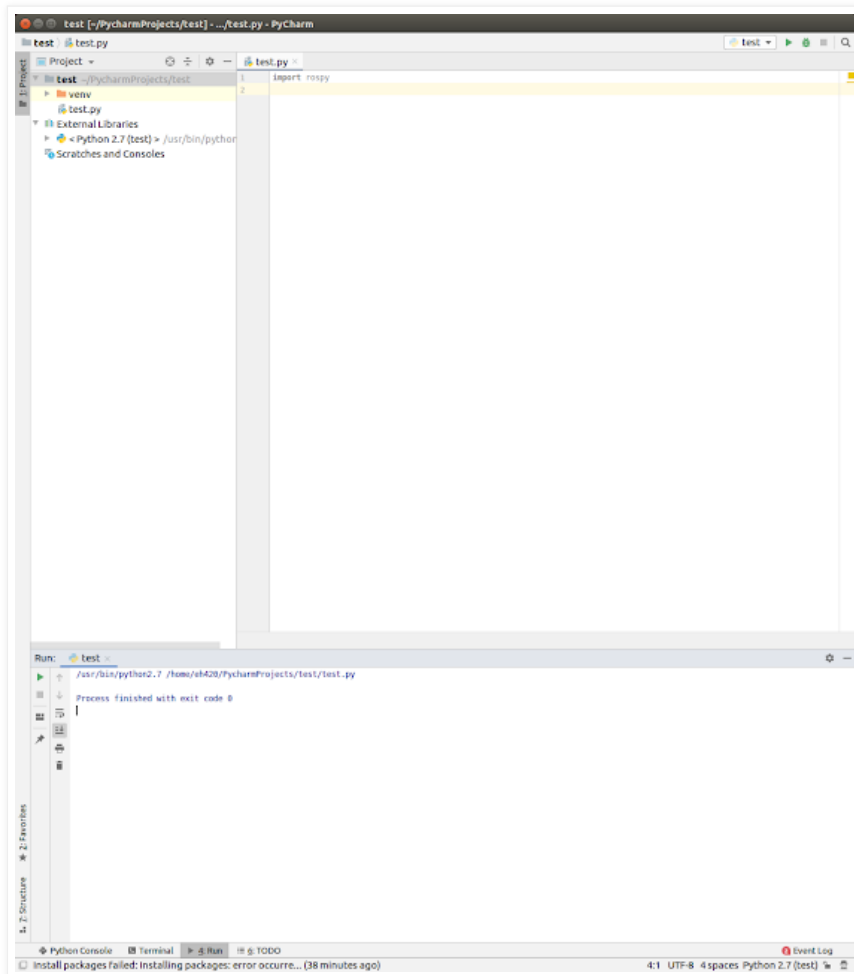 test [~/PycharmProjects/test] - .../test.py - PyCharm
test test.py
test
Project
test.py
1: Project
test ~/PycharmProjects/test
venv
test.py
External Libraries
< Python 2.7 (test) > /usr/bin/python
Scratches and Consoles
1 import rospy
2
Run: test
/usr/bin/python2.7 /home/eh420/PycharmProjects/test/test.py
Process finished with exit code 0
2: Favorites
7: Structure
Python Console Terminal 4: Run 6: TODO Event Log
Install packages failed: Installing packages: error occurre... (38 minutes ago) 4:1 UTF-8 4 spaces Python 2.7 (test)